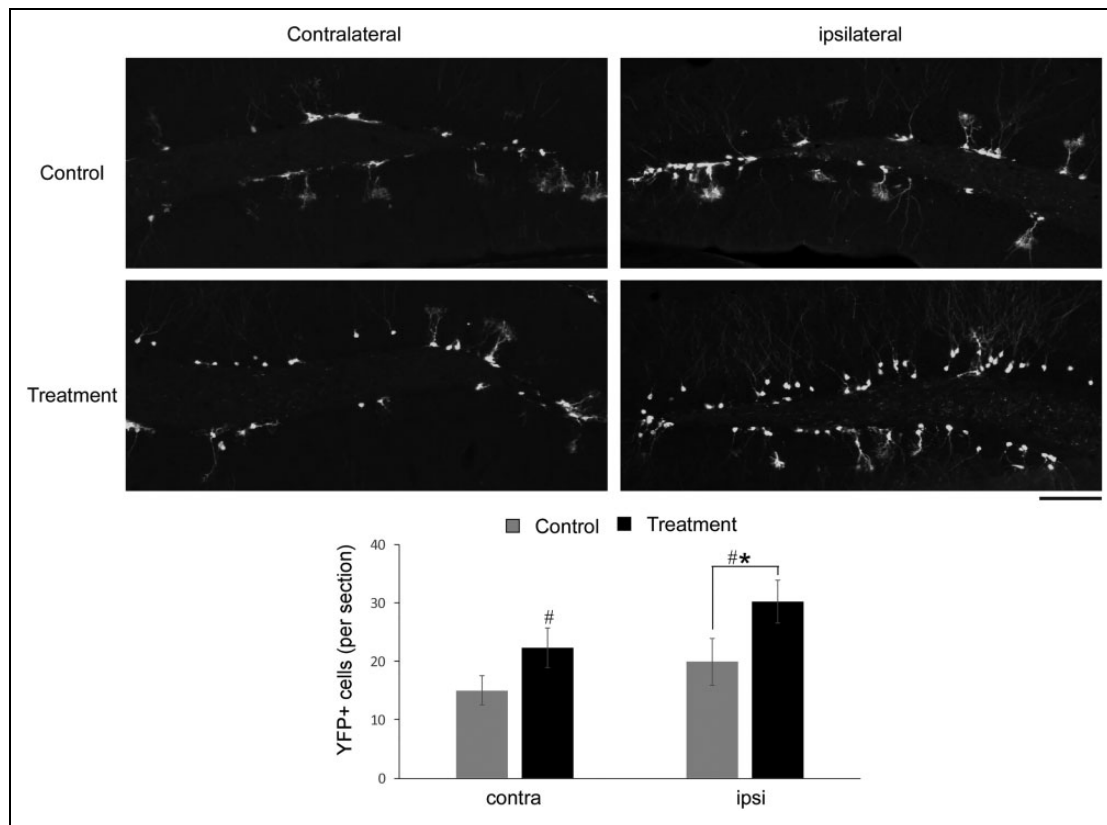 Contralateral
ipsilateral
Control
Treatment
Control
Treatment
YFP+ cells (per section)
40
30
20
10
0
#
#*
contra
ipsi